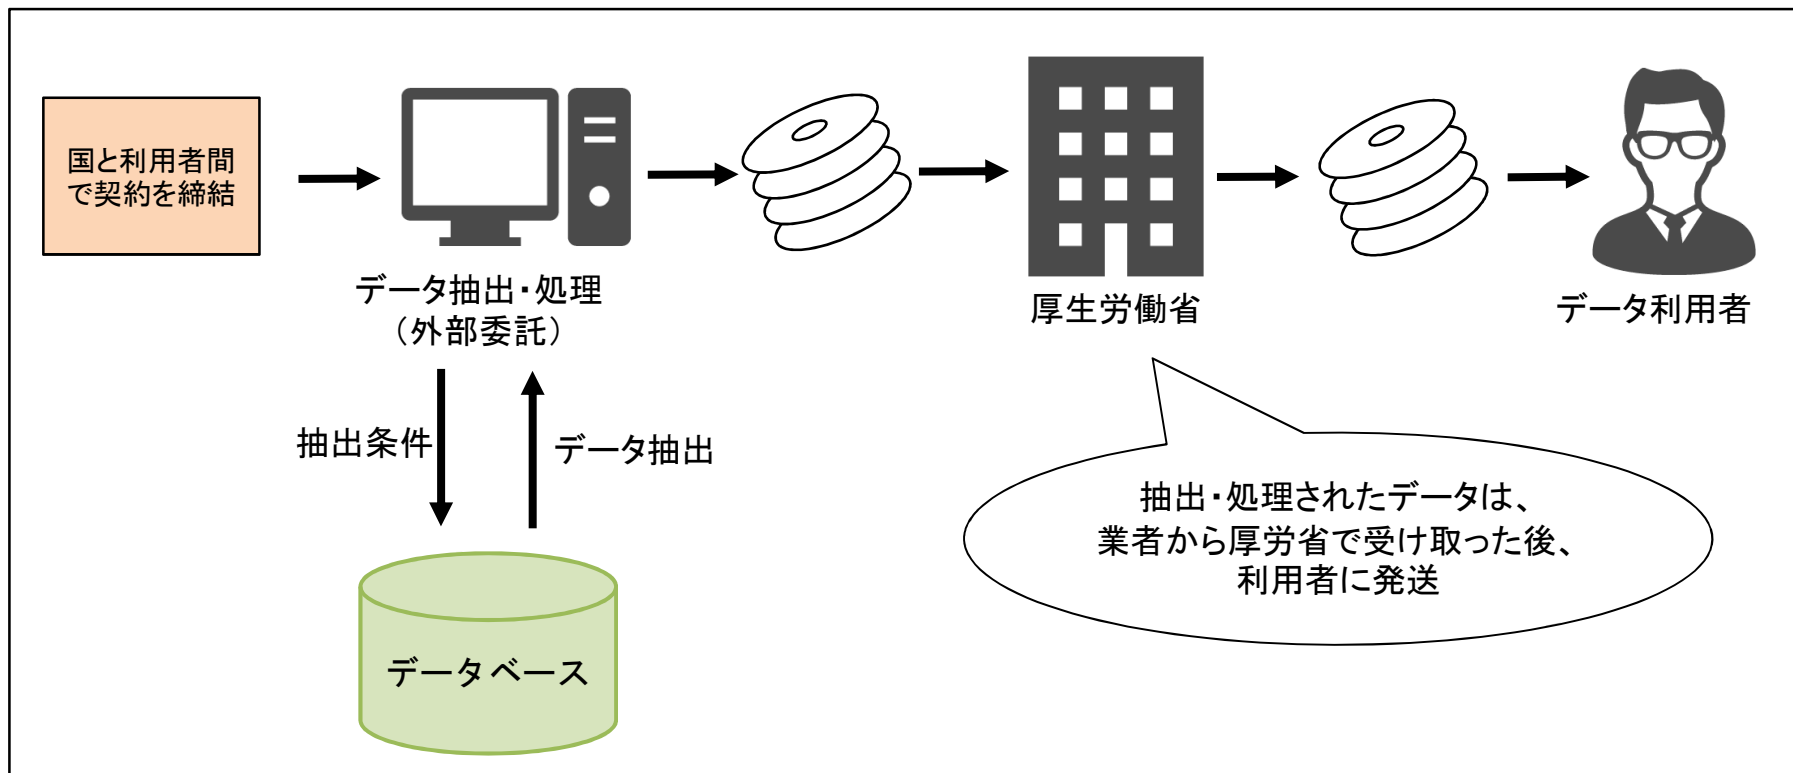 国と利用者間
で契約を締結
データ抽出・処理
（外部委託）
厚生労働省
データ利用者
抽出条件
データ抽出
抽出・処理されたデータは、
業者から厚労省で受け取った後、
利用者に発送
データベース